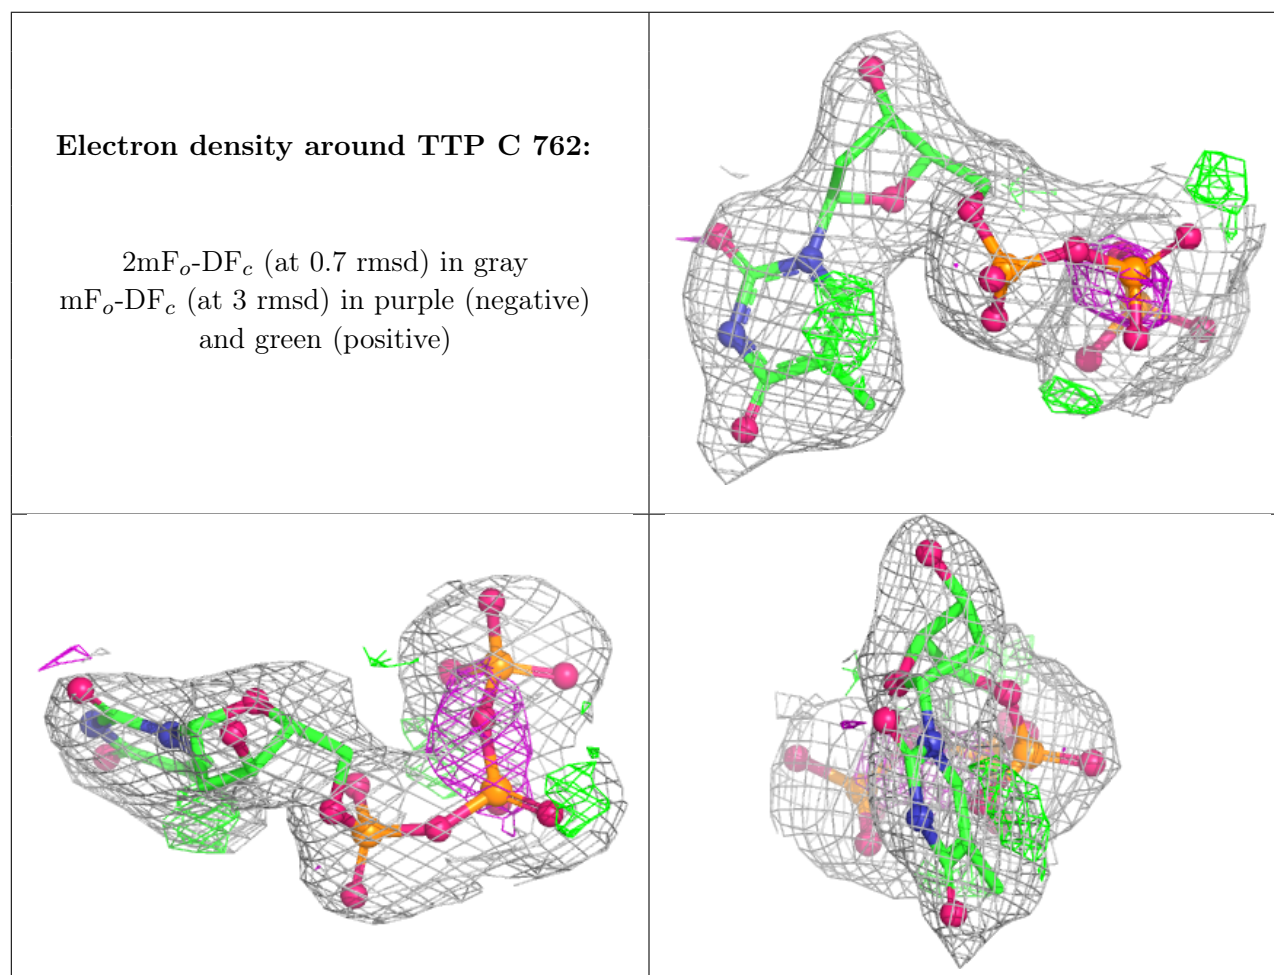 Electron density around TTP C 762:
2mFₒ-DF𝒸 (at 0.7 rmsd) in gray
mFₒ-DF𝒸 (at 3 rmsd) in purple (negative)
and green (positive)